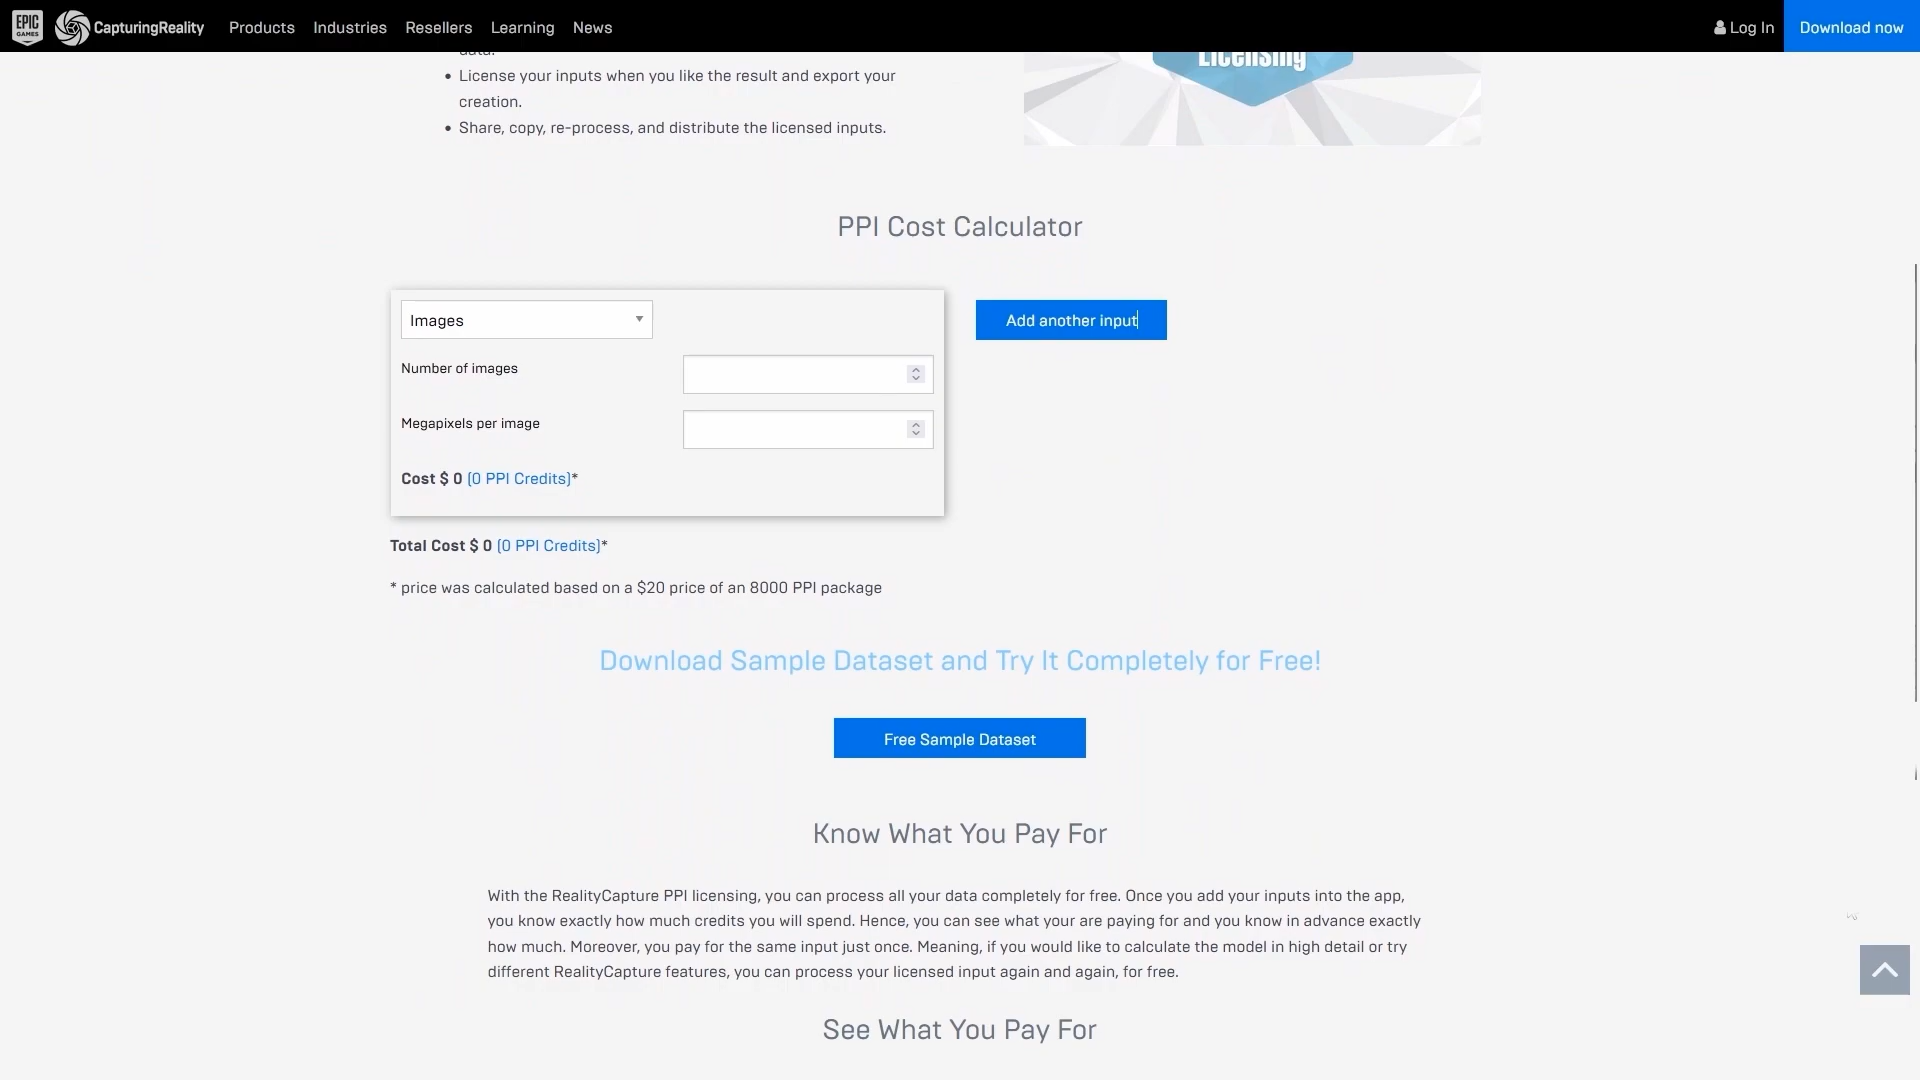 EPIC GAMES CapturingReality Products Industries Resellers Learning News Log In Download now
data.
• License your inputs when you like the result and export your
creation.
• Share, copy, re-process, and distribute the licensed inputs.
Licensing
PPI Cost Calculator
Images
Add another input
Number of images
Megapixels per image
Cost $ 0 (0 PPI Credits)*
Total Cost $ 0 (0 PPI Credits)*
* price was calculated based on a $20 price of an 8000 PPI package
Download Sample Dataset and Try It Completely for Free!
Free Sample Dataset
Know What You Pay For
With the RealityCapture PPI licensing, you can process all your data completely for free. Once you add your inputs into the app,
you know exactly how much credits you will spend. Hence, you can see what your are paying for and you know in advance exactly
how much. Moreover, you pay for the same input just once. Meaning, if you would like to calculate the model in high detail or try
different RealityCapture features, you can process your licensed input again and again, for free.
See What You Pay For